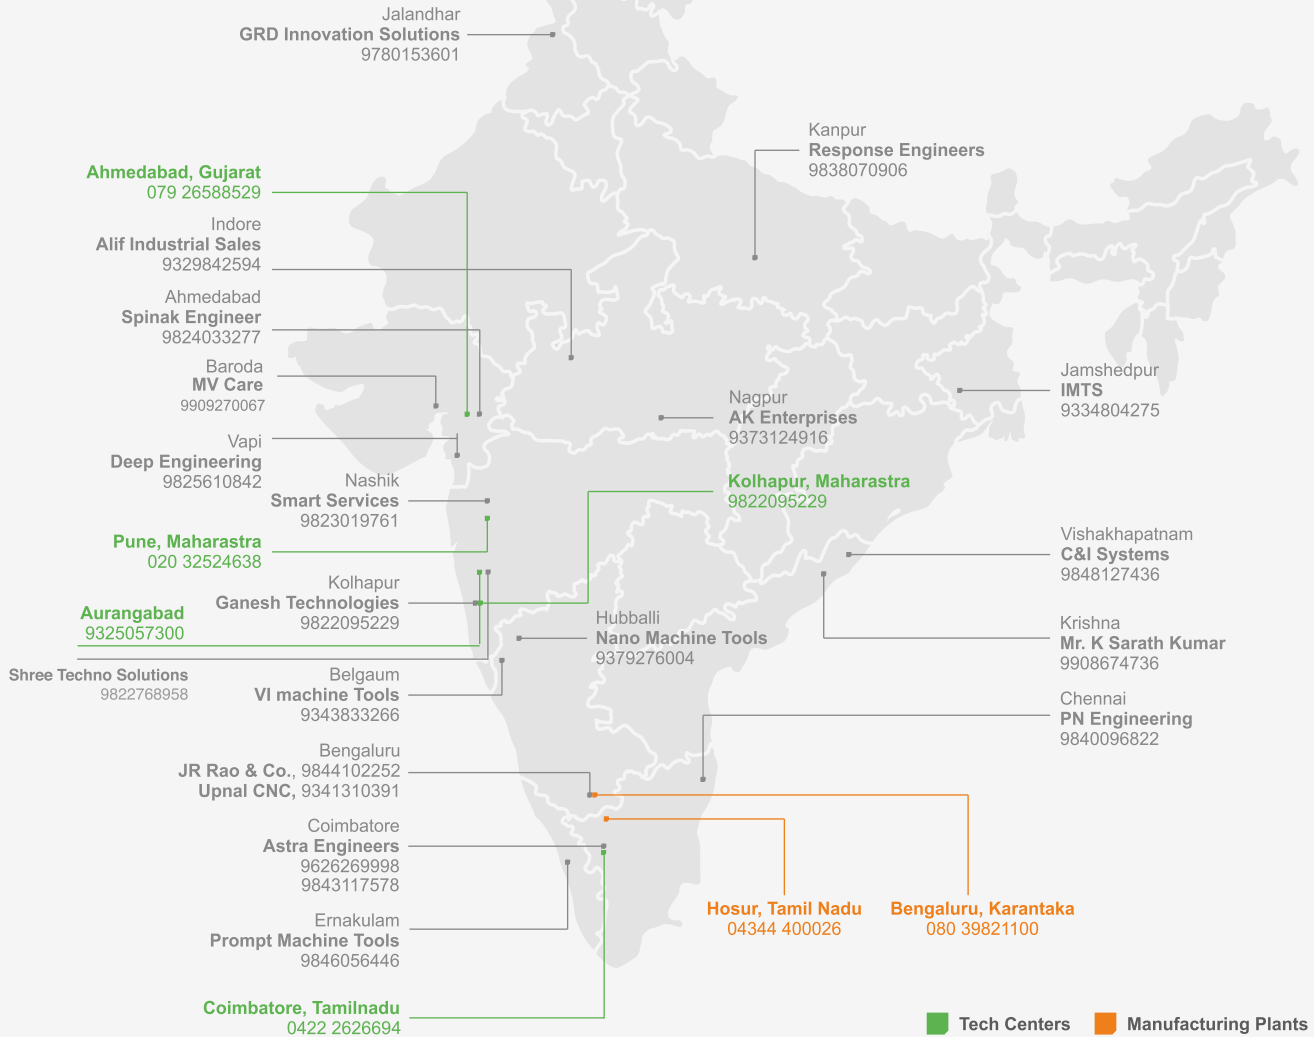 Jalandhar
GRD Innovation Solutions
9780153601
Kanpur
Response Engineers
9838070906
Ahmedabad, Gujarat
079 26588529
Indore
Alif Industrial Sales
9329842594
Ahmedabad
Spinak Engineer
9824033277
Baroda
MV Care
9909270067
Vapi
Deep Engineering
9825610842
Nashik
Smart Services
9823019761
Pune, Maharastra
020 32524638
Kolhapur
Ganesh Technologies
9822095229
Aurangabad
9325057300
Shree Techno Solutions
9822768958
Belgaum
VI machine Tools
9343833266
Bengaluru
JR Rao & Co., 9844102252
Upnal CNC, 9341310391
Coimbatore
Astra Engineers
9626269998
9843117578
Ernakulam
Prompt Machine Tools
9846056446
Coimbatore, Tamilnadu
0422 2626694
Nagpur
AK Enterprises
9373124916
Kolhapur, Maharastra
9822095229
Hubballi
Nano Machine Tools
9379276004
Jamshedpur
IMTS
9334804275
Vishakhapatnam
C&I Systems
9848127436
Krishna
Mr. K Sarath Kumar
9908674736
Chennai
PN Engineering
9840096822
Hosur, Tamil Nadu
04344 400026
Bengaluru, Karantaka
080 39821100
Tech Centers
Manufacturing Plants